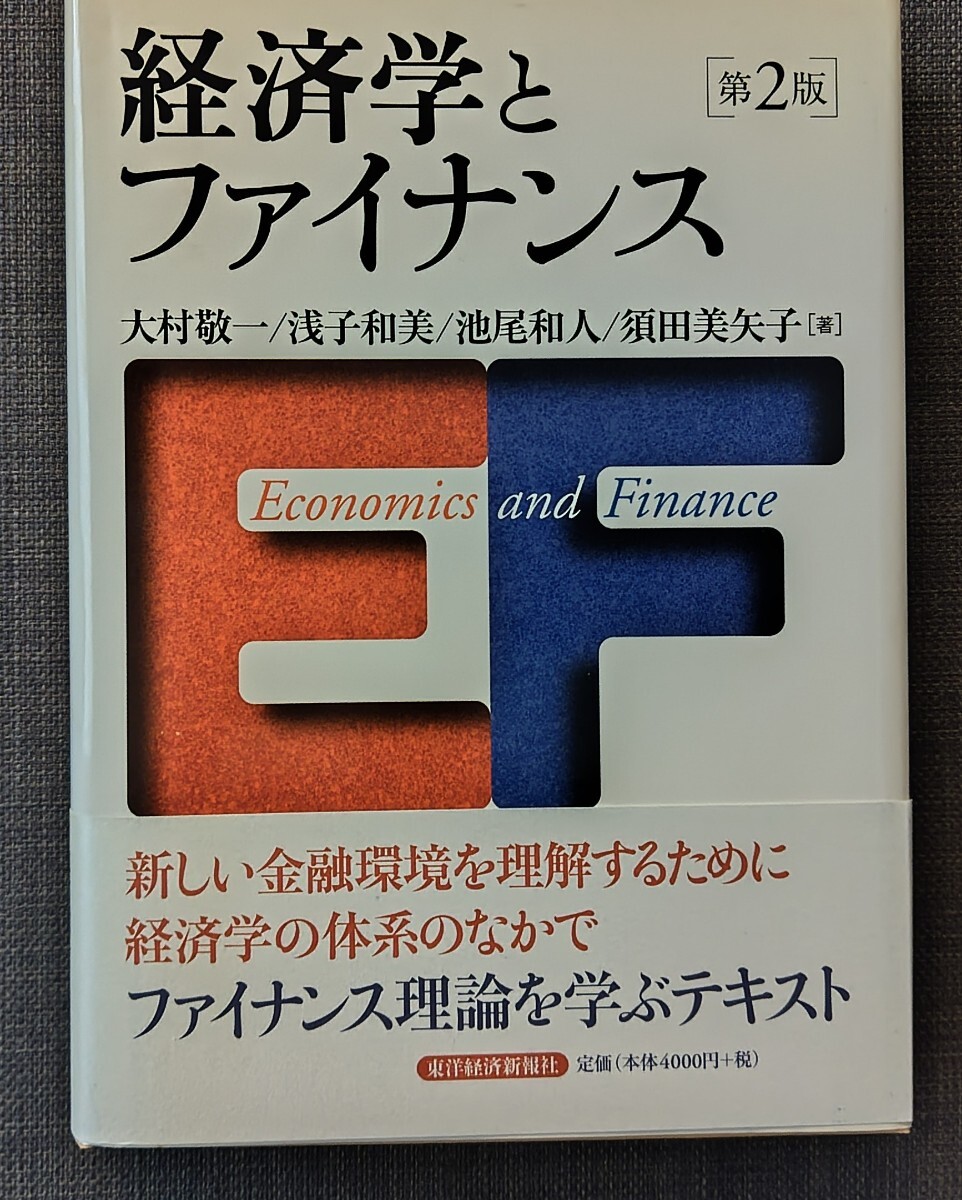 経済学と
[第2版]
ファイナンス
大村敬一/浅子和美/池尾和人/須田美矢子[著]
Economics and Finance
EF
新しい金融環境を理解するために
経済学の体系のなかで
ファイナンス理論を学ぶテキスト
東洋経済新報社 定価(本体4000円+税)